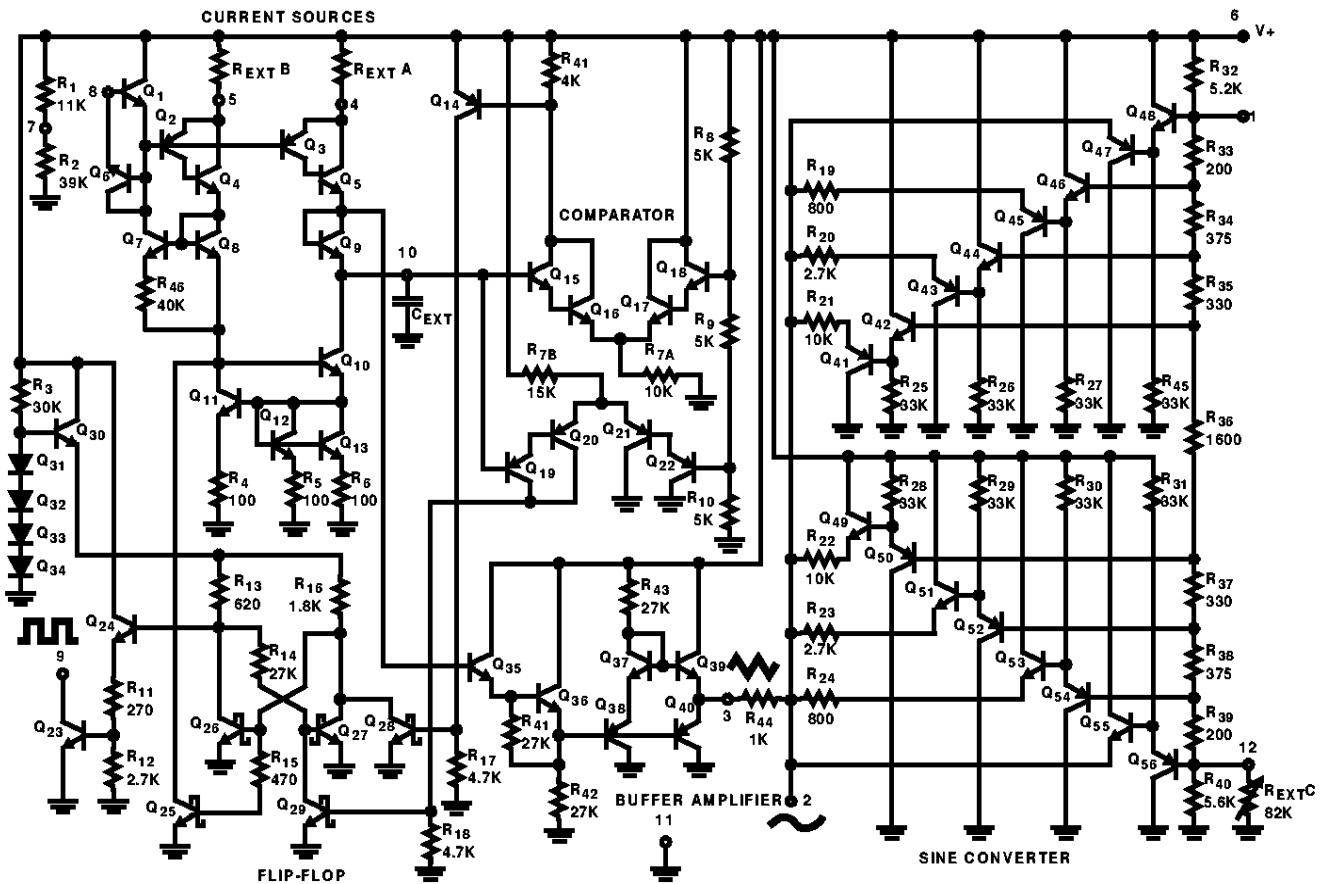 CURRENT SOURCES
6
V+
R1
11K
8
Q1
REXT B
REXT A
R41
4K
R32
5.2K
5
4
Q14
Q2
7
R2
39K
Q6
Q3
R8
5K
Q48
1
Q47
R33
200
Q4
Q5
R19
800
Q46
Q7
Q8
Q9
COMPARATOR
R20
2.7K
Q45
Q44
R34
375
10
Q15
Q18
R46
40K
CEXT
Q16
Q17
R21
10K
Q43
R35
330
R9
5K
Q42
R7B
15K
R7A
10K
Q41
Q10
R3
30K
Q11
Q12
R25
33K
R26
33K
R27
33K
R45
33K
Q30
Q13
Q20
Q21
R36
1600
Q31
Q19
Q22
Q32
R4
100
R5
100
R6
100
R10
5K
R28
33K
R29
33K
R30
33K
R31
33K
Q33
Q49
Q34
R22
10K
Q50
R13
620
R16
1.8K
R43
27K
Q51
R37
330
Q24
R23
2.7K
Q52
9
R14
27K
Q35
Q37
Q39
Q53
R38
375
R11
270
Q36
R24
800
Q54
Q23
Q26
Q27
Q28
R41
27K
Q38
Q40
3
R44
1K
Q55
R39
200
R12
2.7K
R15
470
R17
4.7K
Q56
12
Q25
Q29
R42
27K
BUFFER AMPLIFIER
2
R40
5.6K
REXTC
82K
R18
4.7K
11
FLIP-FLOP
SINE CONVERTER